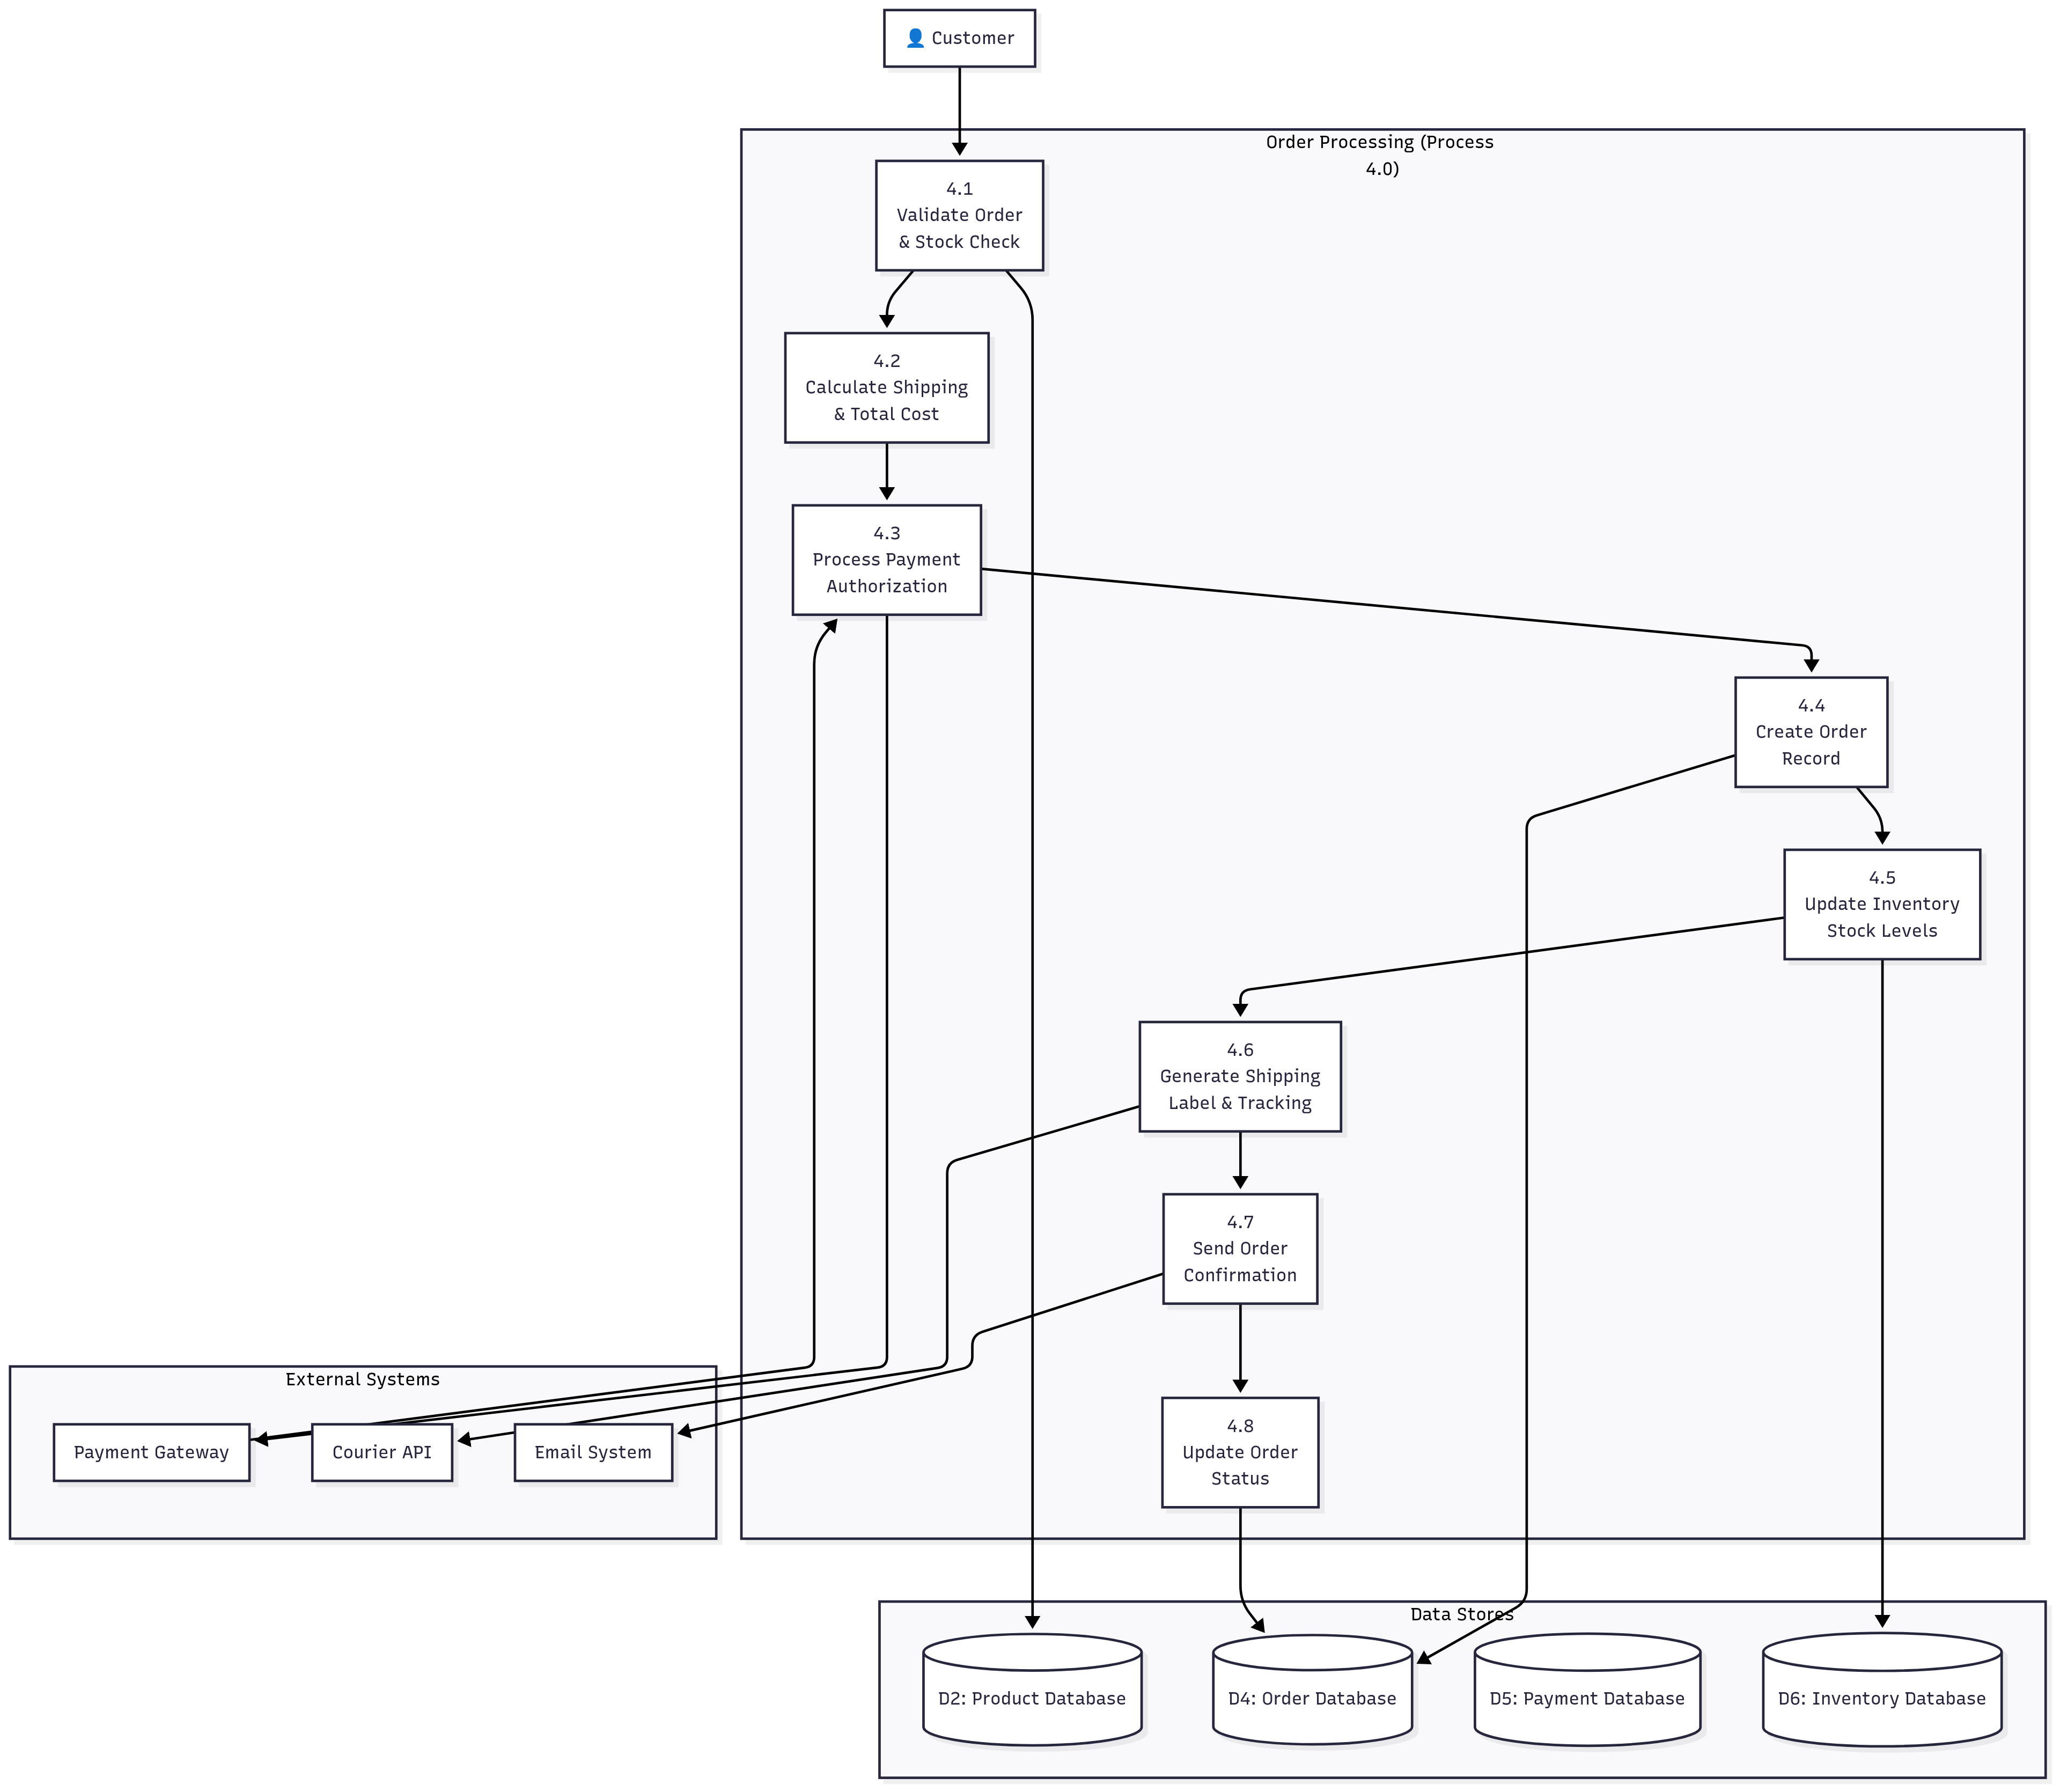 Customer
Order Processing (Process
4.0)
4.1
Validate Order
& Stock Check
4.2
Calculate Shipping
& Total Cost
4.3
Process Payment
Authorization
4.4
Create Order
Record
4.5
Update Inventory
Stock Levels
4.6
Generate Shipping
Label & Tracking
4.7
Send Order
Confirmation
External Systems
Payment Gateway
Courier API
Email System
4.8
Update Order
Status
Data Stores
D2: Product Database
D4: Order Database
D5: Payment Database
D6: Inventory Database